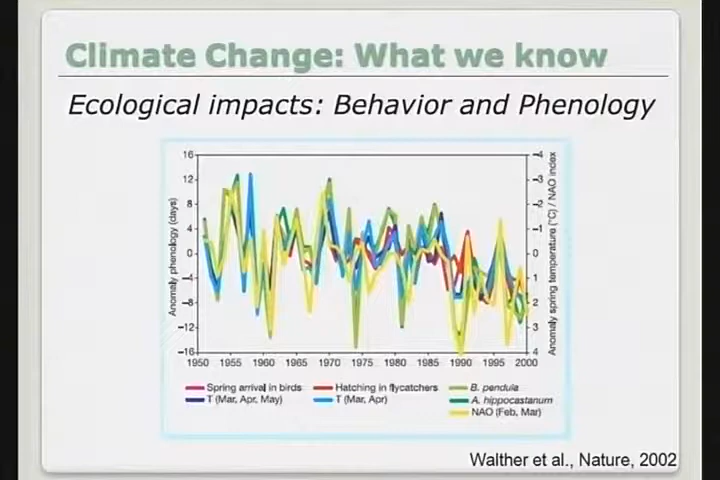 Climate Change: What we know
Ecological impacts: Behavior and Phenology
16
12
8
4
0
−4
−8
−12
−16
Anomaly phenology (days)
−4
−3
−2
−1
0
1
2
3
4
Anomaly spring temperature (°C) / NAO index
1950 1955 1960 1965 1970 1975 1980 1985 1990 1995 2000
Spring arrival in birds Hatching in flycatchers B. pendula
T (Mar, Apr, May) T (Mar, Apr) A. hippocastanum
NAO (Feb, Mar)
Walther et al., Nature, 2002